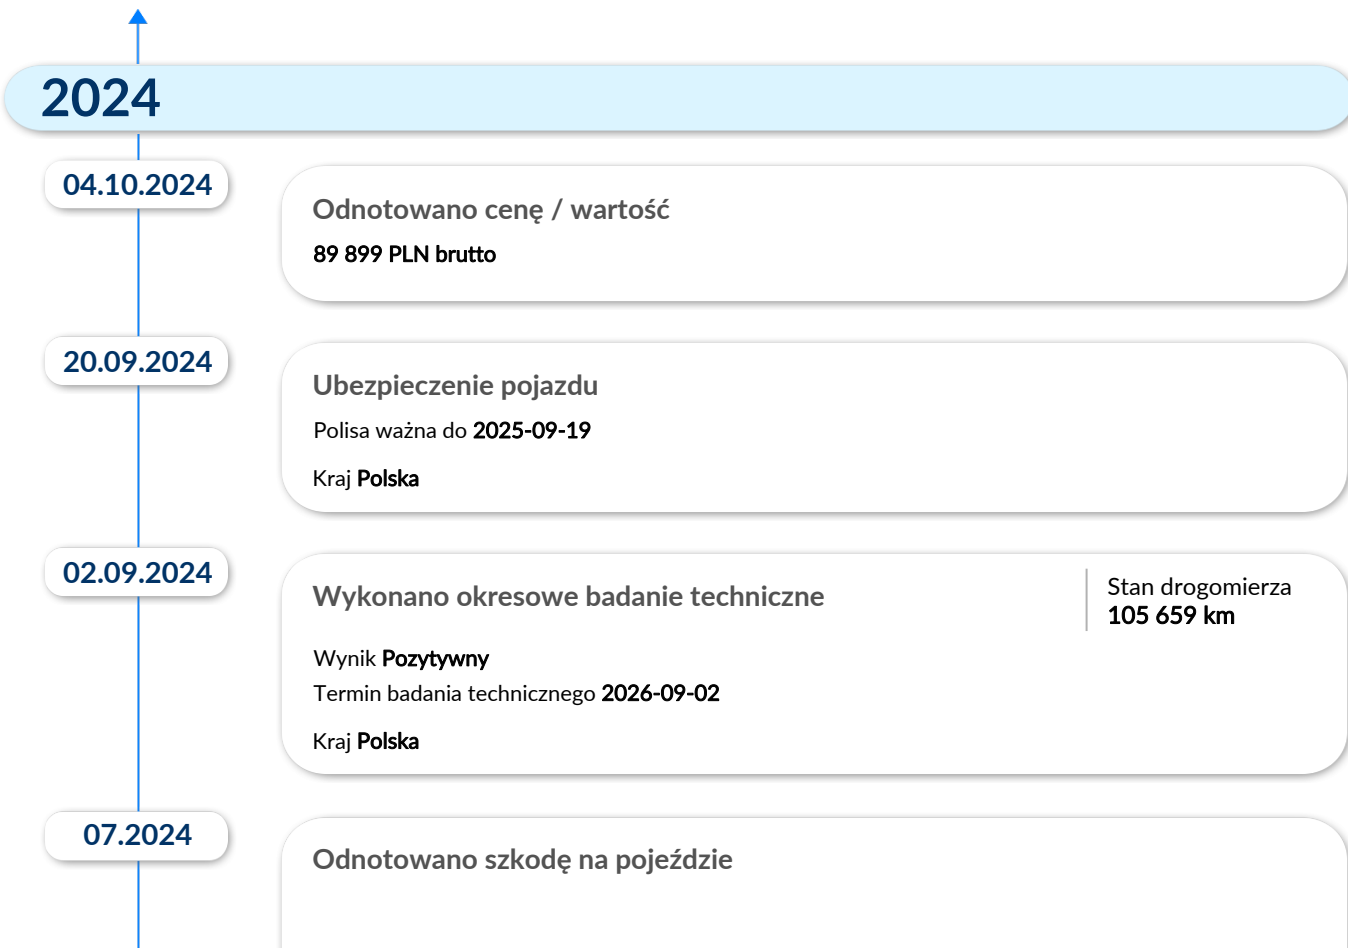 2024
04.10.2024
Odnotowano cenę / wartość
89 899 PLN brutto
20.09.2024
Ubezpieczenie pojazdu
Polisa ważna do 2025-09-19
Kraj Polska
02.09.2024
Wykonano okresowe badanie techniczne
Stan drogomierza
105 659 km
Wynik Pozytywny
Termin badania technicznego 2026-09-02
Kraj Polska
07.2024
Odnotowano szkodę na pojeździe